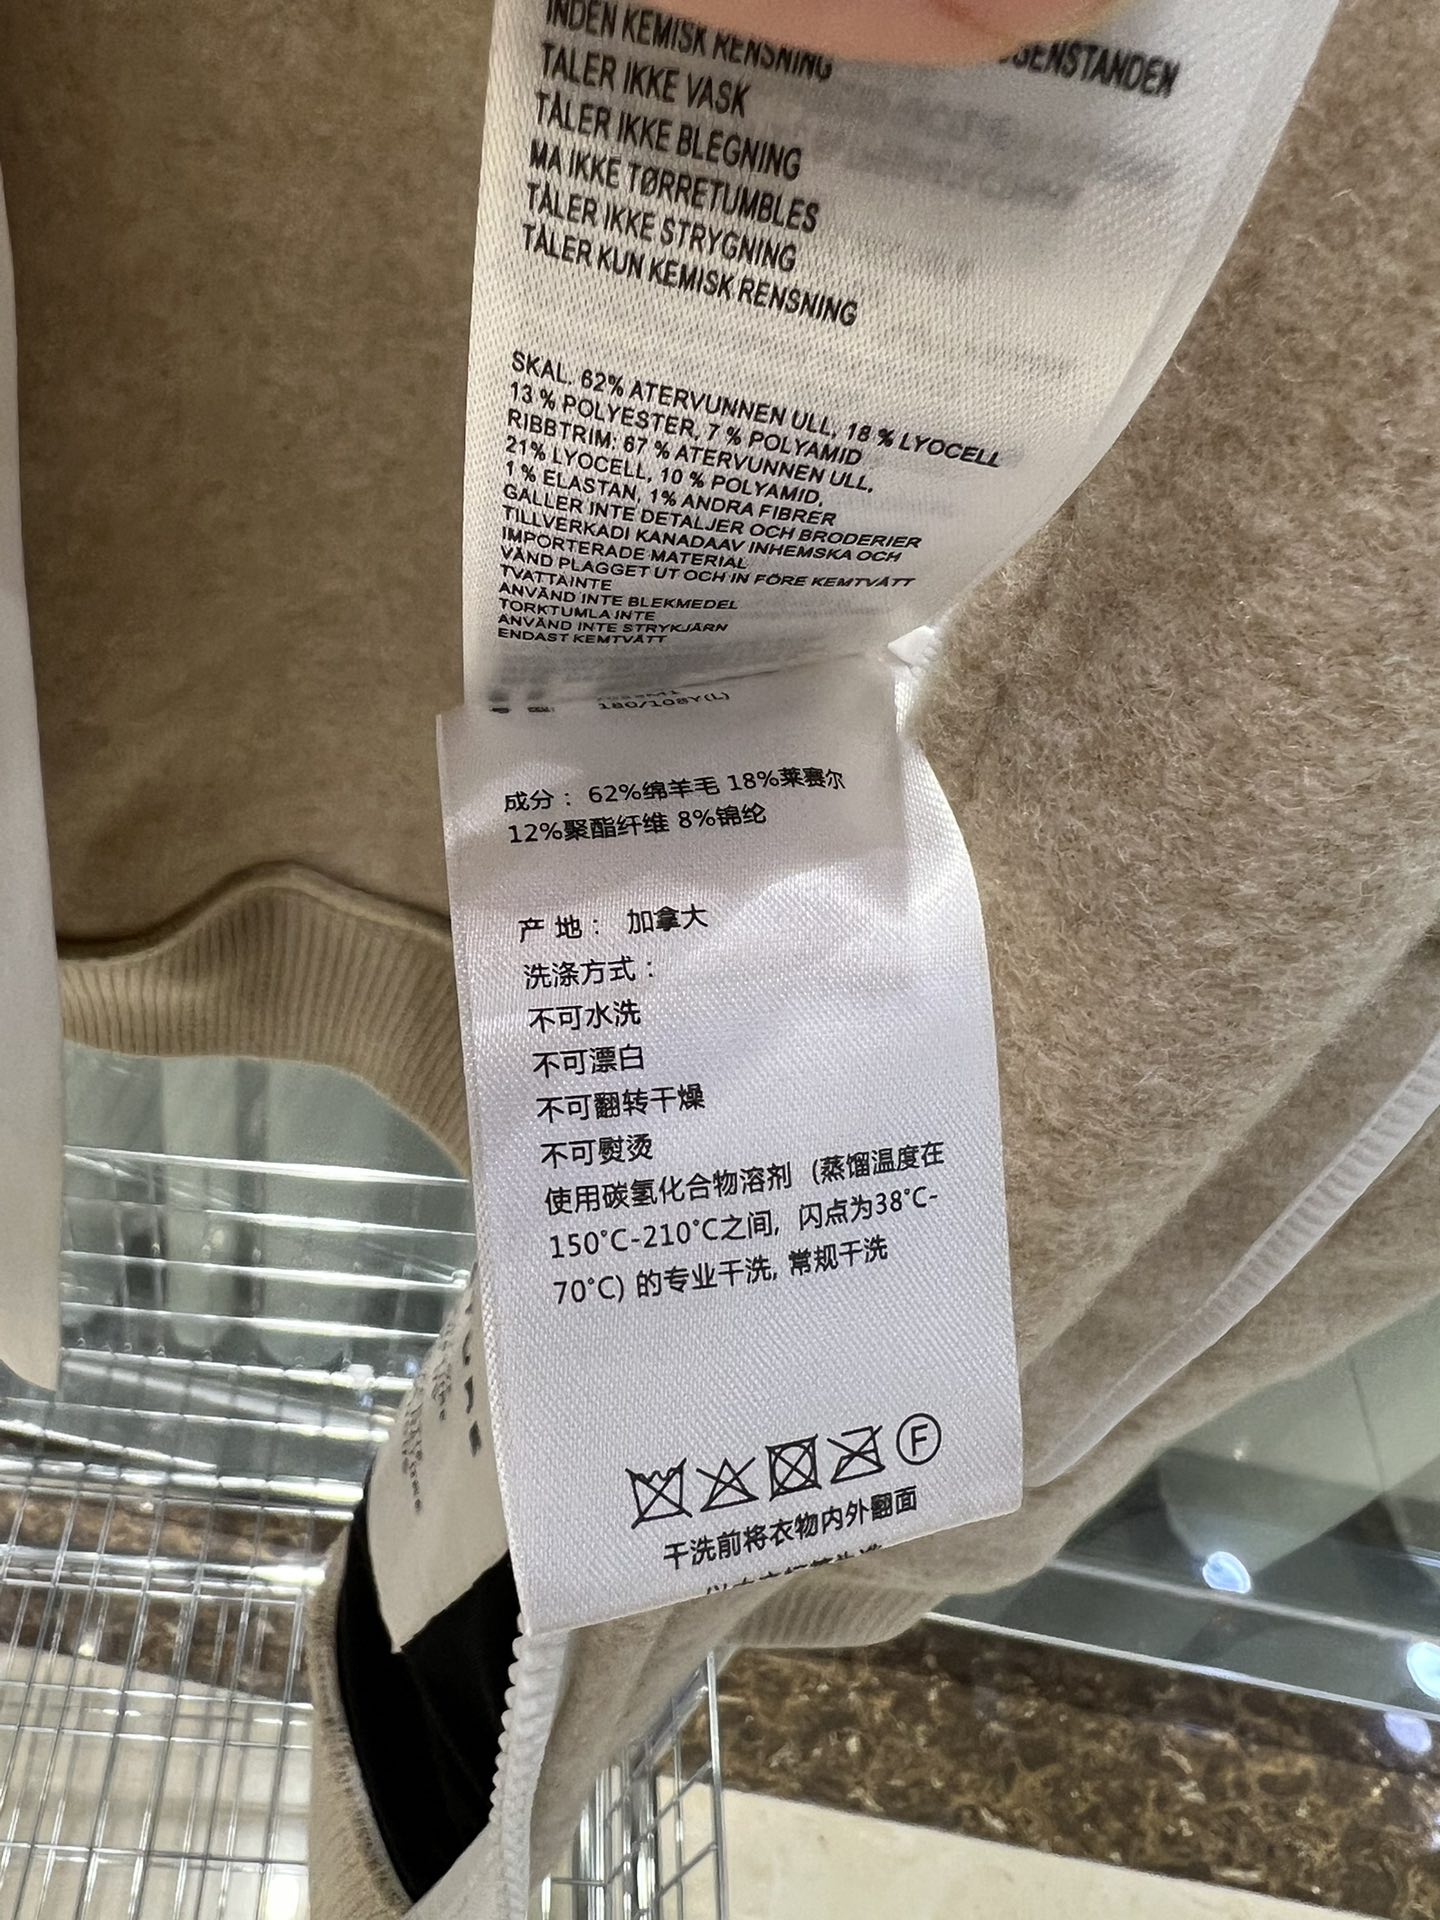 INDEN KEMISK RENSNING
TÅLER IKKE VASK
TÅLER IKKE BLEGNING
MA IKKE TØRRETUMBLES
TÅLER IKKE STRYGNING
TÅLER KUN KEMISK RENSNING
SKAL. 62% ATERVUNNEN ULL, 18 % LYOCELL
13 % POLYESTER, 7 % POLYAMID
RIBBTRIM: 67 % ATERVUNNEN ULL,
21% LYOCELL, 10 % POLYAMID,
1 % ELASTAN, 1% ANDRA FIBRER
GÄLLER INTE DETALJER OCH BRODERIER
TILLVERKADI KANADAAV INHEMSKA OCH
IMPORTERADE MATERIAL
VÄND PLAGGET UT OCH IN FÖRE KEMTVÄTT
TVÄTTAINTE
ANVÄND INTE BLEKMEDEL
TORKTUMLA INTE
ANVÄND INTE STRYKJÄRN
ENDAST KEMTVÄTT
180/108Y(L)
成分： 62%绵羊毛 18%莱赛尔
12%聚酯纤维 8%锦纶
产 地： 加拿大
洗涤方式：
不可水洗
不可漂白
不可翻转干燥
不可熨烫
使用碳氢化合物溶剂（蒸馏温度在
150°C-210°C之间, 闪点为38°C-
70°C) 的专业干洗, 常规干洗
F
干洗前将衣物内外翻面